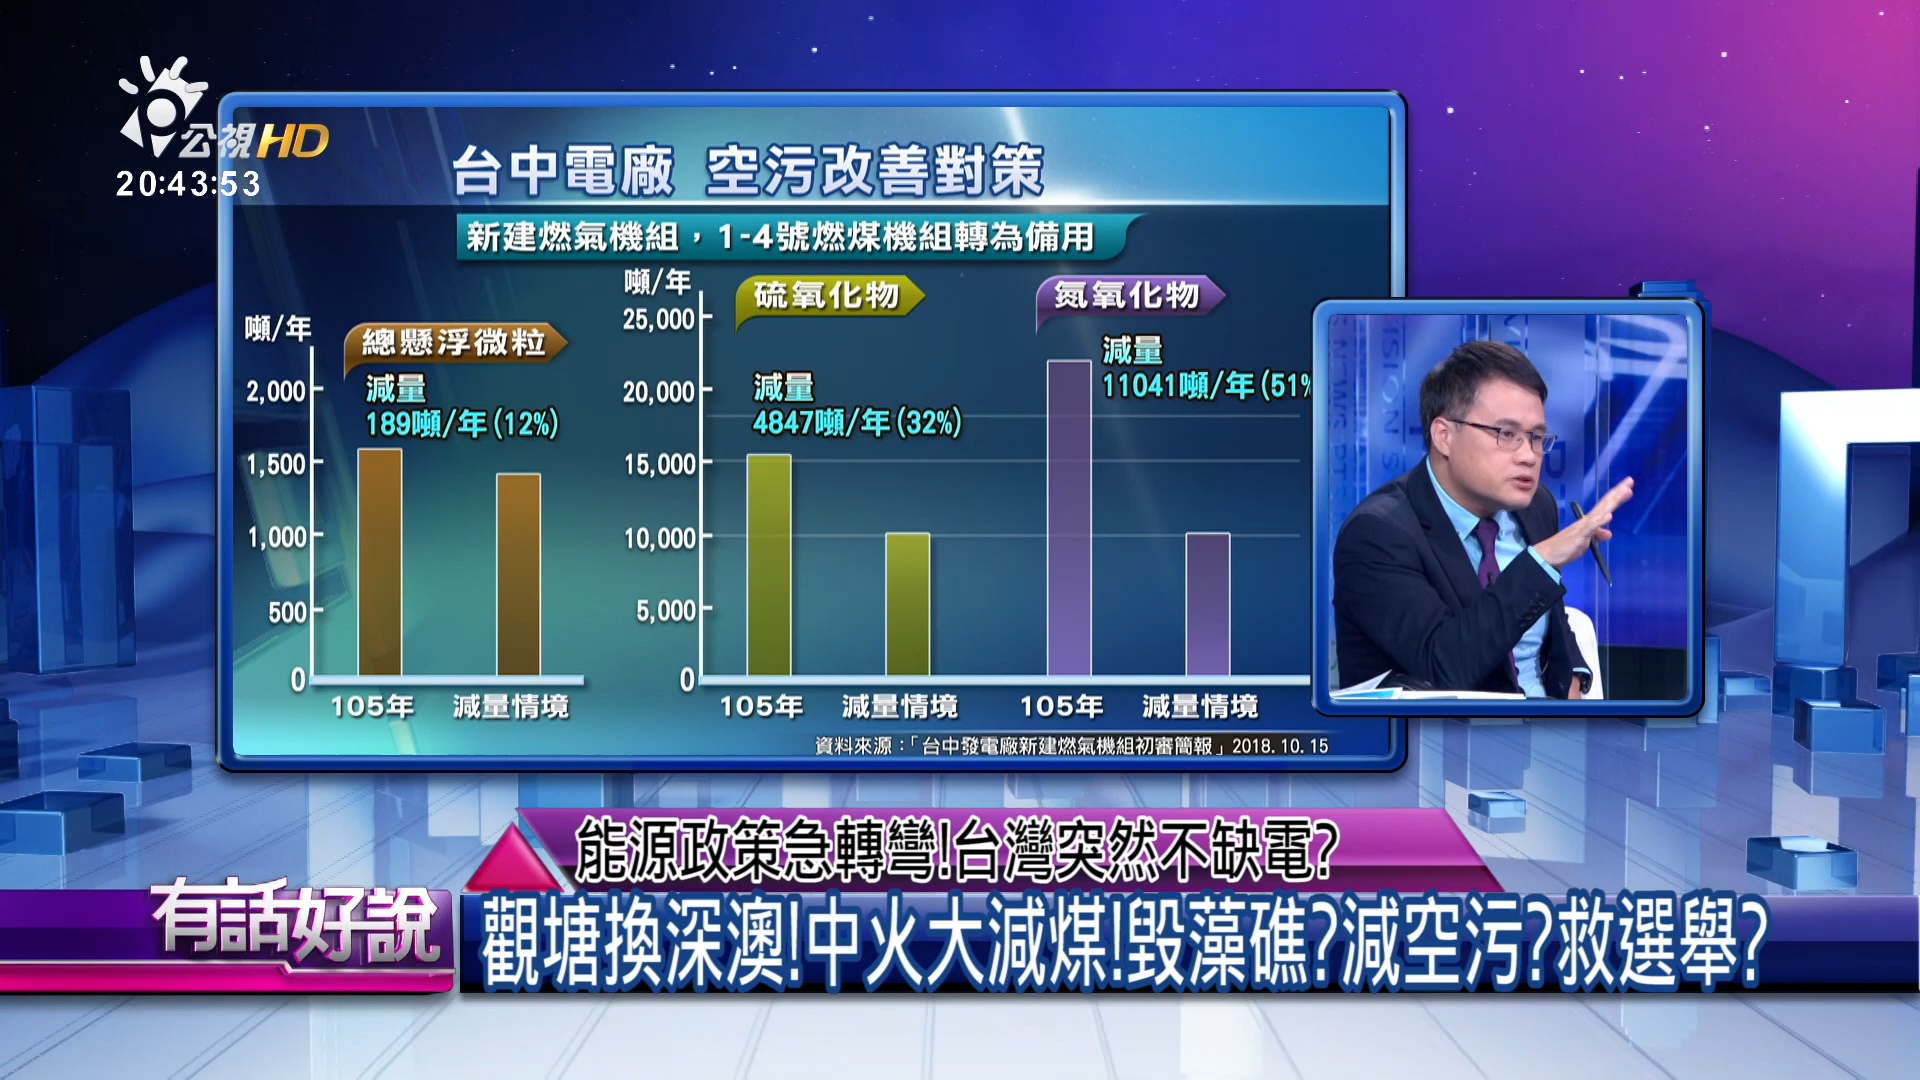 公視HD
20:43:53
台中電廠 空污改善對策
新建燃氣機組，1-4號燃煤機組轉為備用
噸/年
總懸浮微粒
減量
189噸/年(12%)
2,000
1,500
1,000
500
0
105年
減量情境
噸/年
硫氧化物
氮氧化物
減量
4847噸/年(32%)
減量
11041噸/年(51%
25,000
20,000
15,000
10,000
5,000
0
105年
減量情境
105年
減量情境
資料來源：「台中發電廠新建燃氣機組初審簡報」2018.10.15
能源政策急轉彎!台灣突然不缺電?
有話好說
觀塘換深澳!中火大減煤!毀藻礁?減空污?救選舉?